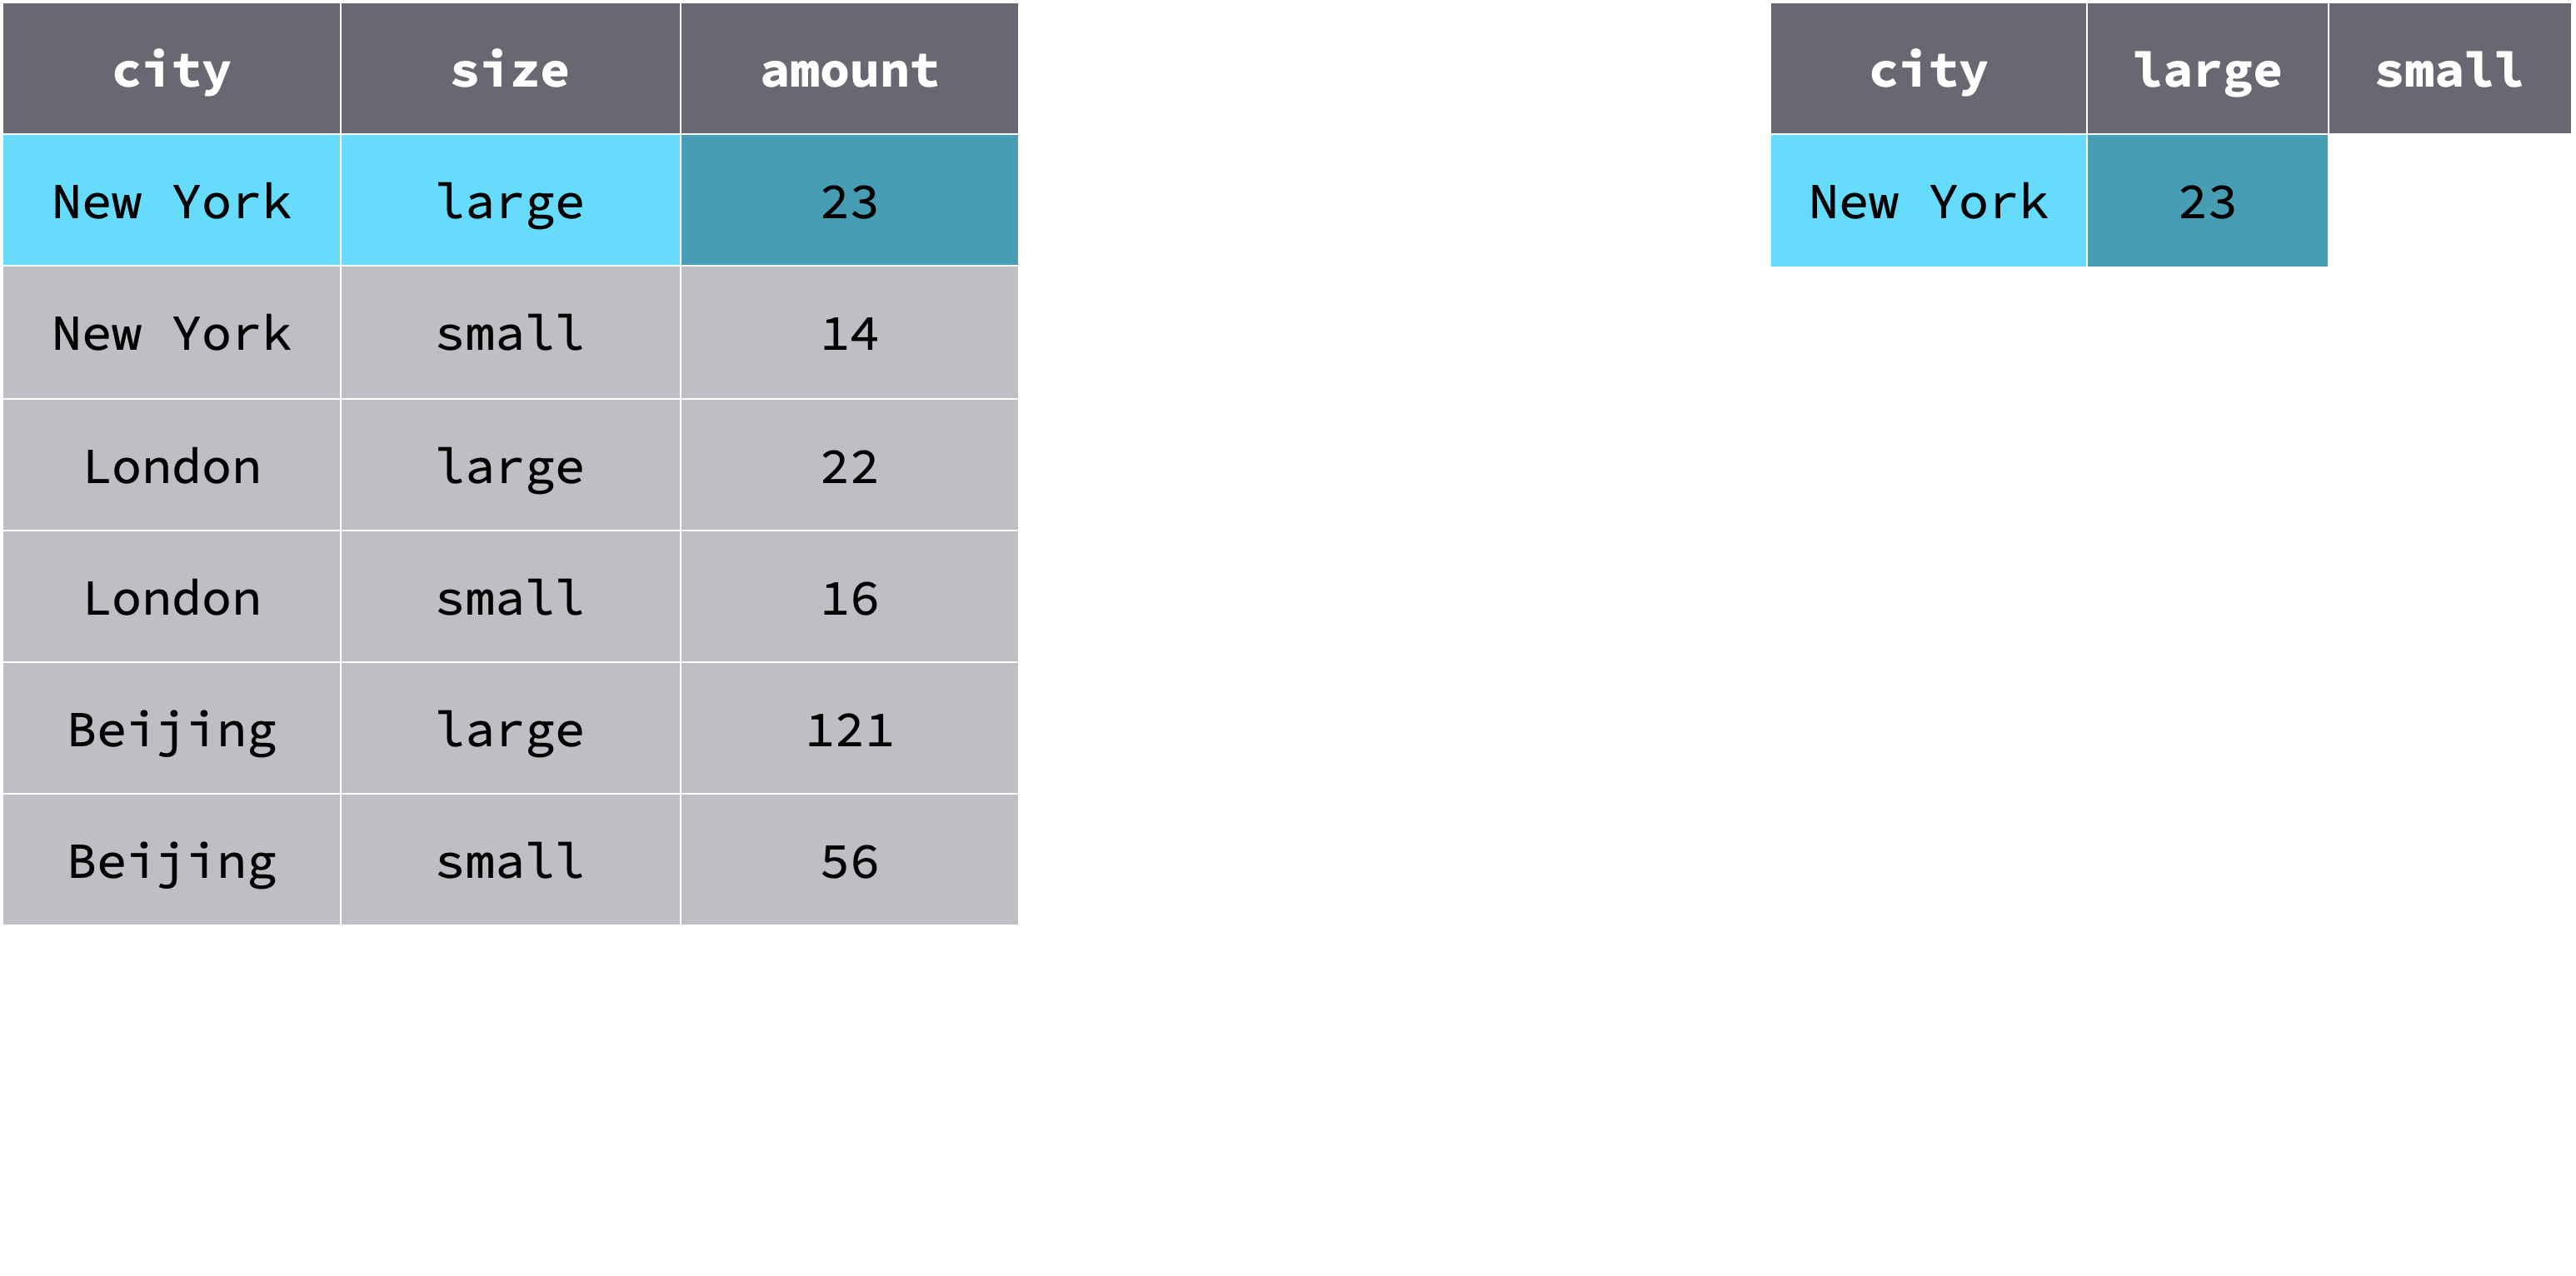 city size amount
New York large 23
New York small 14
London large 22
London small 16
Beijing large 121
Beijing small 56
city large small
New York 23